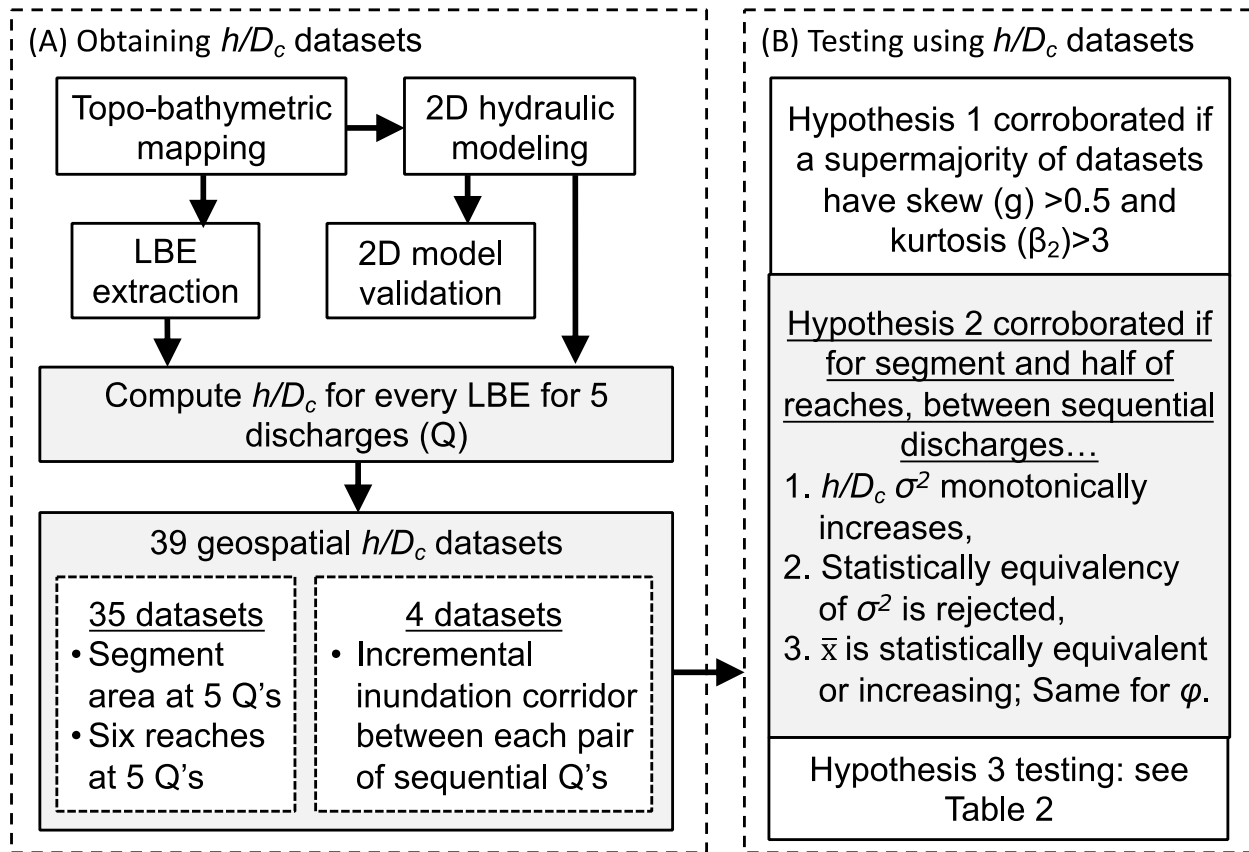 (A) Obtaining h/Dc datasets
Topo-bathymetric
mapping
2D hydraulic
modeling
LBE
extraction
2D model
validation
Compute h/Dc for every LBE for 5
discharges (Q)
39 geospatial h/Dc datasets
35 datasets
• Segment
area at 5 Q's
• Six reaches
at 5 Q's
4 datasets
• Incremental
inundation corridor
between each pair
of sequential Q's
(B) Testing using h/Dc datasets
Hypothesis 1 corroborated if
a supermajority of datasets
have skew (g) >0.5 and
kurtosis (β2)>3
Hypothesis 2 corroborated if
for segment and half of
reaches, between sequential
discharges…
1. h/Dc σ² monotonically
increases,
2. Statistically equivalency
of σ² is rejected,
3. x̄ is statistically equivalent
or increasing; Same for φ.
Hypothesis 3 testing: see
Table 2